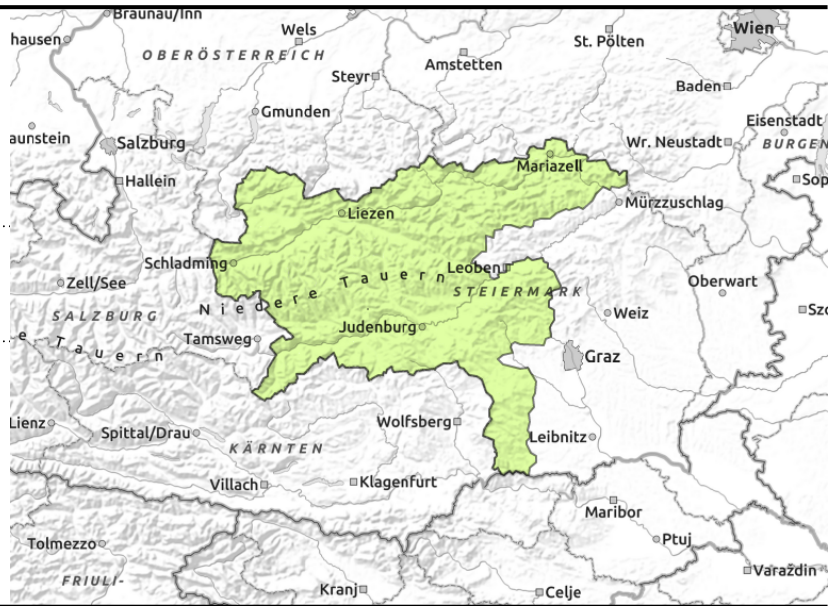 Braunau/Inn
hausen
Wels
OBERÖSTERREICH
St. Pölten
Wien
Amstetten
Steyr
Baden
Gmunden
Eisenstadt
aunstein
Salzburg
Wr. Neustadt
BURGEN
Mariazell
Hallein
Sop
Mürzzuschlag
Liezen
Schladming
Leoben
Zell/See
Niedere Tauern
STEIERMARK
Oberwart
SALZBURG
Weiz
Szo
Judenburg
Tamsweg
e Tauern
Graz
Lienz
Wolfsberg
Spittal/Drau
Leibnitz
KÄRNTEN
Villach
Klagenfurt
Maribor
Tolmezzo
Ptuj
Varaždin
FRIULI-
Kranj
Celje